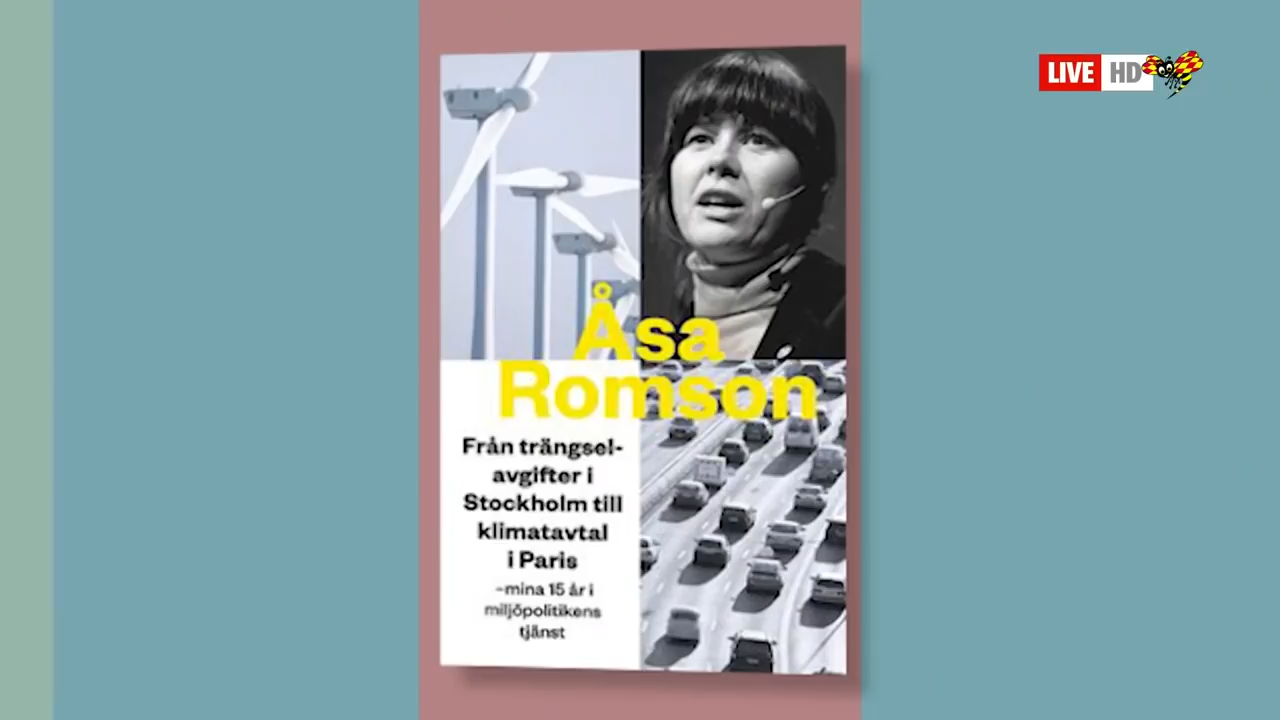 LIVE HD
Åsa
Romson
Från trängsel-
avgifter i
Stockholm till
klimatavtal
i Paris
–mina 15 år i
miljöpolitikens
tjänst